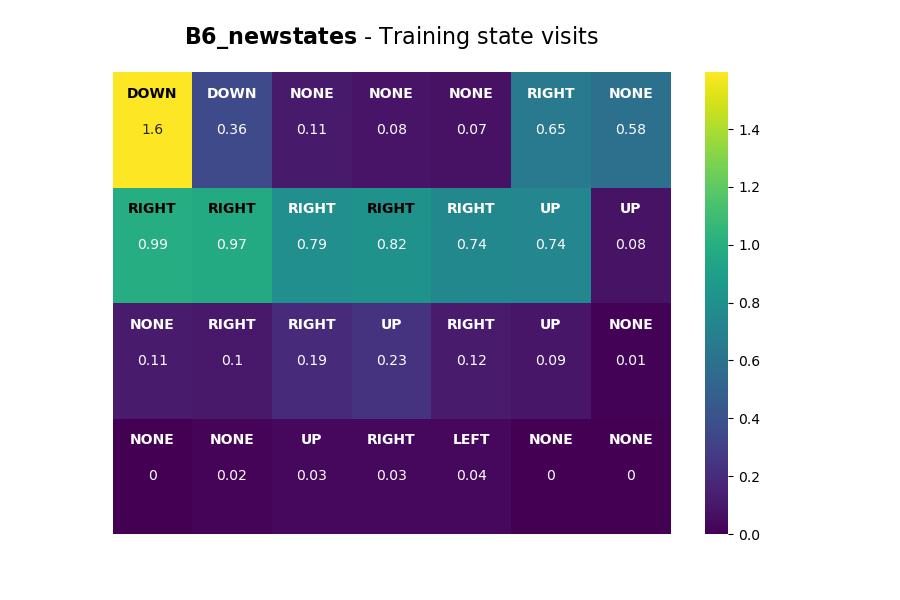 B6_newstates - Training state visits
DOWN DOWN NONE NONE NONE RIGHT NONE
1.6 0.36 0.11 0.08 0.07 0.65 0.58
RIGHT RIGHT RIGHT RIGHT RIGHT UP UP
0.99 0.97 0.79 0.82 0.74 0.74 0.08
NONE RIGHT RIGHT UP RIGHT UP NONE
0.11 0.1 0.19 0.23 0.12 0.09 0.01
NONE NONE UP RIGHT LEFT NONE NONE
0 0.02 0.03 0.03 0.04 0 0
1.4
1.2
1.0
0.8
0.6
0.4
0.2
0.0